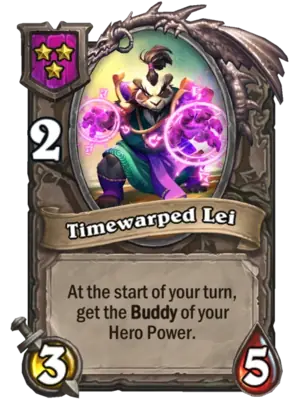 2
Timewarped Lei
At the start of your turn,
get the Buddy of your
Hero Power.
3
5